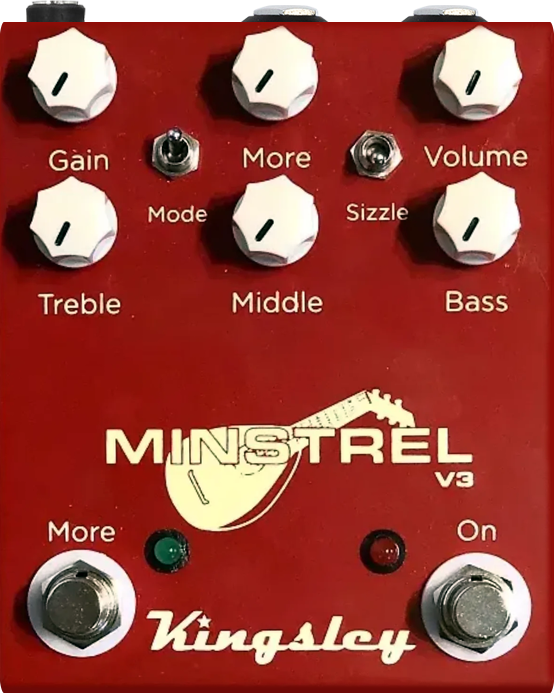 Gain More Volume
Mode Sizzle
Treble Middle Bass
MINSTREL
V3
More On
Kingsley